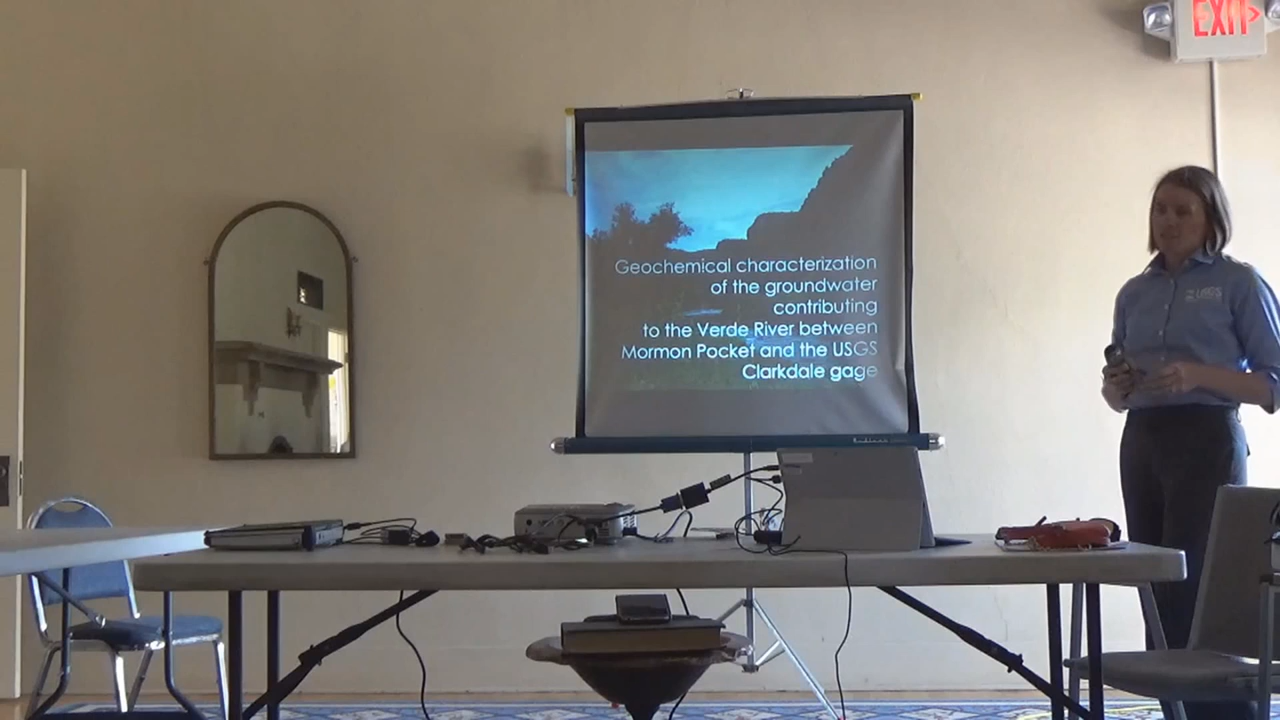 EXIT
Geochemical characterization
of the groundwater
contributing
to the Verde River between
Mormon Pocket and the USGS
Clarkdale gage
USGS